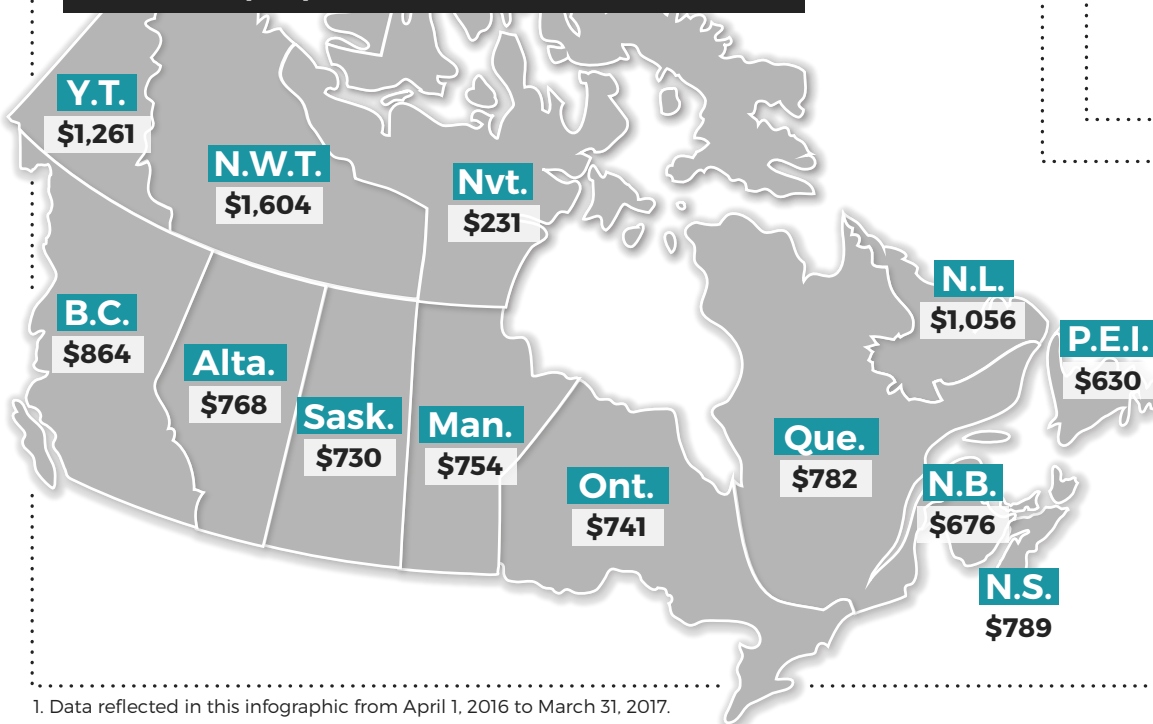 Y.T.
$1,261
N.W.T.
$1,604
Nvt.
$231
B.C.
$864
Alta.
$768
Sask.
$730
Man.
$754
Ont.
$741
Que.
$782
N.L.
$1,056
P.E.I.
$630
N.B.
$676
N.S.
$789
1. Data reflected in this infographic from April 1, 2016 to March 31, 2017.